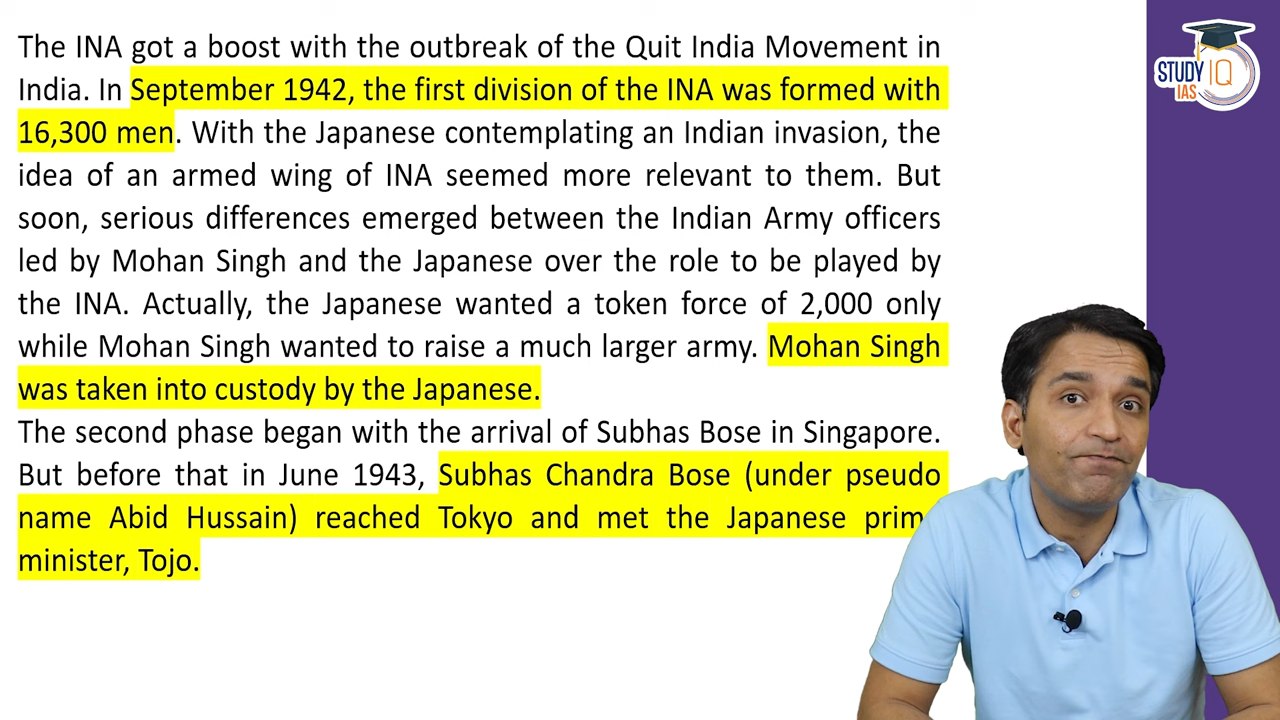 The INA got a boost with the outbreak of the Quit India Movement in
India. In September 1942, the first division of the INA was formed with
16,300 men. With the Japanese contemplating an Indian invasion, the
idea of an armed wing of INA seemed more relevant to them. But
soon, serious differences emerged between the Indian Army officers
led by Mohan Singh and the Japanese over the role to be played by
the INA. Actually, the Japanese wanted a token force of 2,000 only
while Mohan Singh wanted to raise a much larger army. Mohan Singh
was taken into custody by the Japanese.
The second phase began with the arrival of Subhas Bose in Singapore.
But before that in June 1943, Subhas Chandra Bose (under pseudo
name Abid Hussain) reached Tokyo and met the Japanese prim
minister, Tojo.
STUDY IQ
IAS